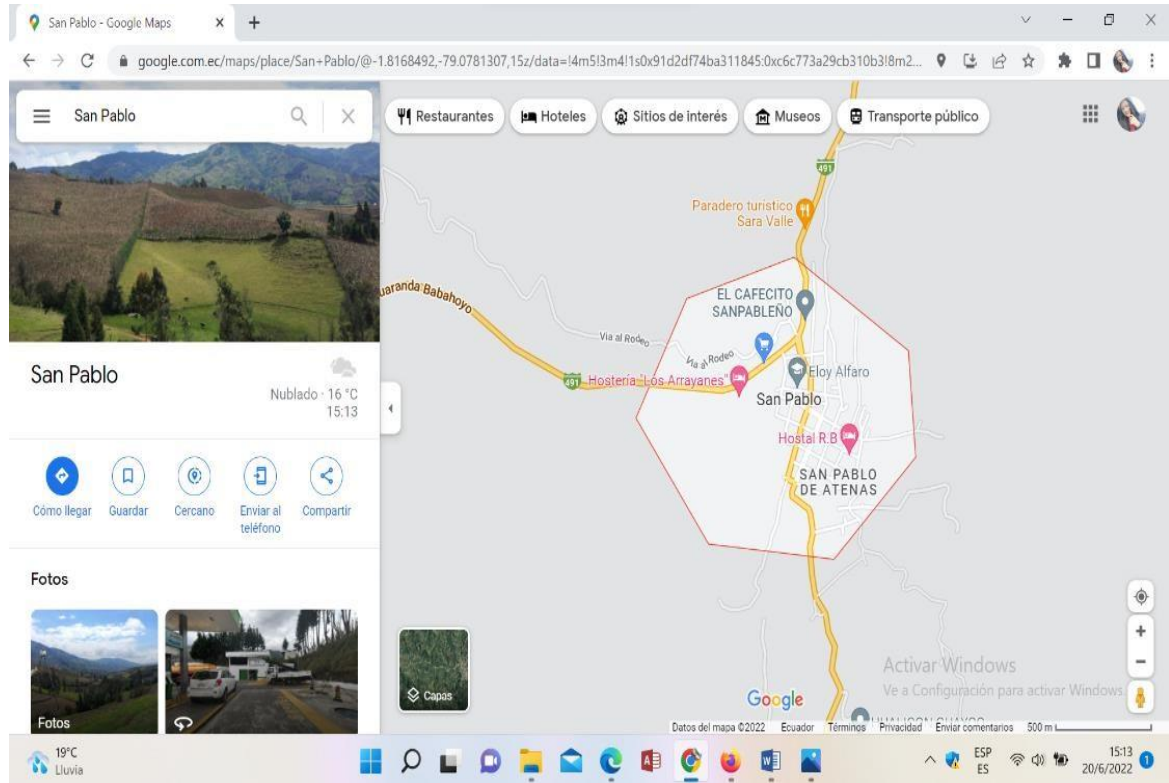 San Pablo - Google Maps
google.com.ec/maps/place/San+Pablo/@-1.8168492,-79.0781307,15z/data=!4m5!3m4!1s0x91d2df74ba311845:0xc6c773a29cb310b3!8m2...
San Pablo
Restaurantes
Hoteles
Sitios de interés
Museos
Transporte público
491
Paradero turístico
Sara Valle
uaranda Babahoyo
EL CAFECITO
SANPABLEÑO
Via al Rodeo
Via al Rodeo
491
Hostería "Los Arrayanes"
Eloy Alfaro
San Pablo
Hostal R.B
SAN PABLO
DE ATENAS
San Pablo
Nublado · 16 °C
15:13
Cómo llegar
Guardar
Cercano
Enviar al
teléfono
Compartir
Fotos
Fotos
Capas
Google
Activar Windows
Ve a Configuración para activar Windows.
Datos del mapa ©2022 Ecuador Términos Privacidad Enviar comentarios 500 m
19°C
Lluvia
ESP
ES
15:13
20/6/2022
1